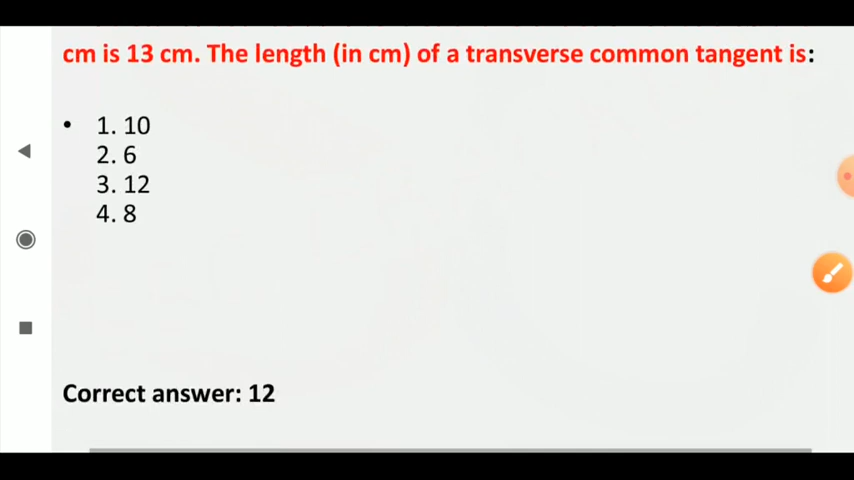 cm is 13 cm. The length (in cm) of a transverse common tangent is:
• 1. 10
2. 6
3. 12
4. 8
Correct answer: 12